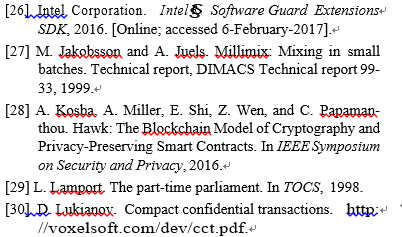 [26] Intel Corporation. Intel® Software Guard Extensions
SDK, 2016. [Online; accessed 6-February-2017].
[27] M. Jakobsson and A. Juels. Millimix: Mixing in small
batches. Technical report, DIMACS Technical report 99-
33, 1999.
[28] A. Kosba, A. Miller, E. Shi, Z. Wen, and C. Papaman-
thou. Hawk: The Blockchain Model of Cryptography and
Privacy-Preserving Smart Contracts. In IEEE Symposium
on Security and Privacy, 2016.
[29] L. Lamport. The part-time parliament. In TOCS, 1998.
[30] D. Lukianov. Compact confidential transactions. http:
//voxelsoft.com/dev/cct.pdf.